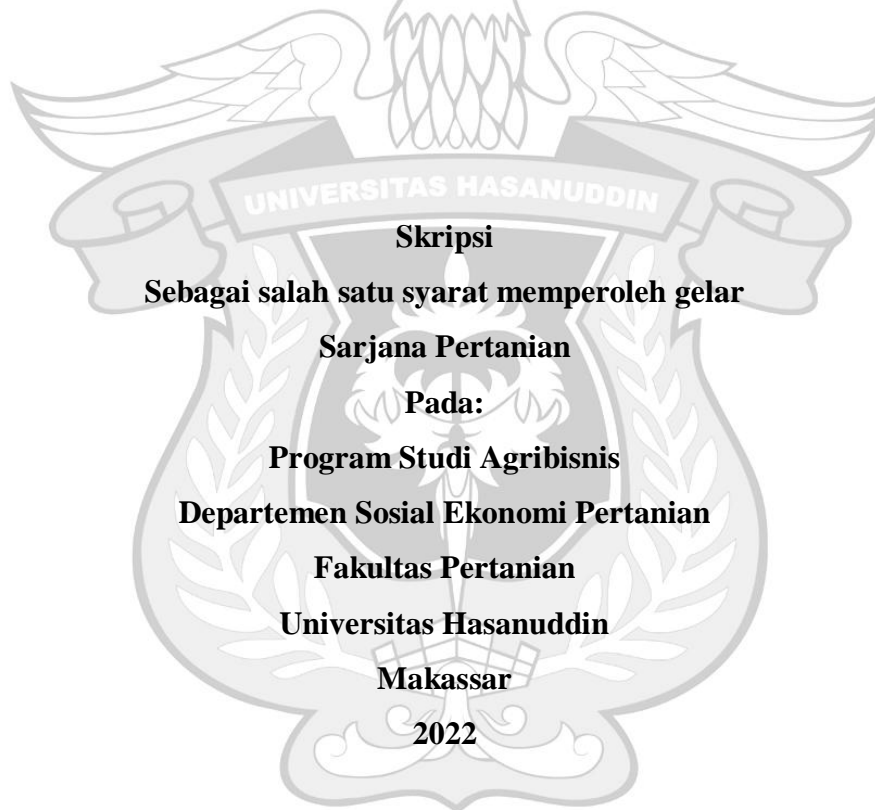 UNIVERSITAS HASANUDDIN
Skripsi
Sebagai salah satu syarat memperoleh gelar
Sarjana Pertanian
Pada:
Program Studi Agribisnis
Departemen Sosial Ekonomi Pertanian
Fakultas Pertanian
Universitas Hasanuddin
Makassar
2022